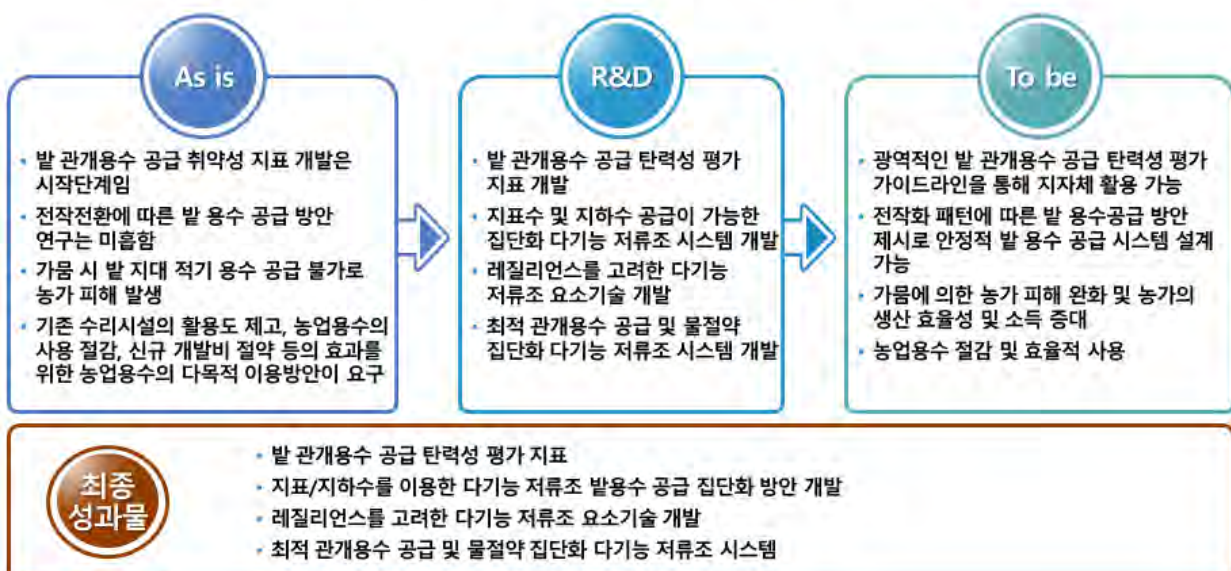 As is
· 밭 관개용수 공급 취약성 지표 개발은
시작단계임
· 전작전환에 따른 밭 용수 공급 방안
연구는 미흡함
· 가뭄 시 밭 지대 적기 용수 공급 불가로
농가 피해 발생
· 기존 수리시설의 활용도 제고, 농업용수의
사용 절감, 신규 개발비 절약 등의 효과를
위한 농업용수의 다목적 이용방안이 요구
R&D
· 밭 관개용수 공급 탄력성 평가
지표 개발
· 지표수 및 지하수 공급이 가능한
집단화 다기능 저류조 시스템 개발
· 레질리언스를 고려한 다기능
저류조 요소기술 개발
· 최적 관개용수 공급 및 물절약
집단화 다기능 저류조 시스템 개발
To be
· 광역적인 밭 관개용수 공급 탄력셩 평가
가이드라인을 통해 지자체 활용 가능
· 전작화 패턴에 따른 밭 용수공급 방안
제시로 안정적 밭 용수 공급 시스템 설계
가능
· 가뭄에 의한 농가 피해 완화 및 농가의
생산 효율성 및 소득 증대
· 농업용수 절감 및 효율적 사용
최종
성과물
· 밭 관개용수 공급 탄력성 평가 지표
· 지표/지하수를 이용한 다기능 저류조 밭용수 공급 집단화 방안 개발
· 레질리언스를 고려한 다기능 저류조 요소기술 개발
· 최적 관개용수 공급 및 물절약 집단화 다기능 저류조 시스템